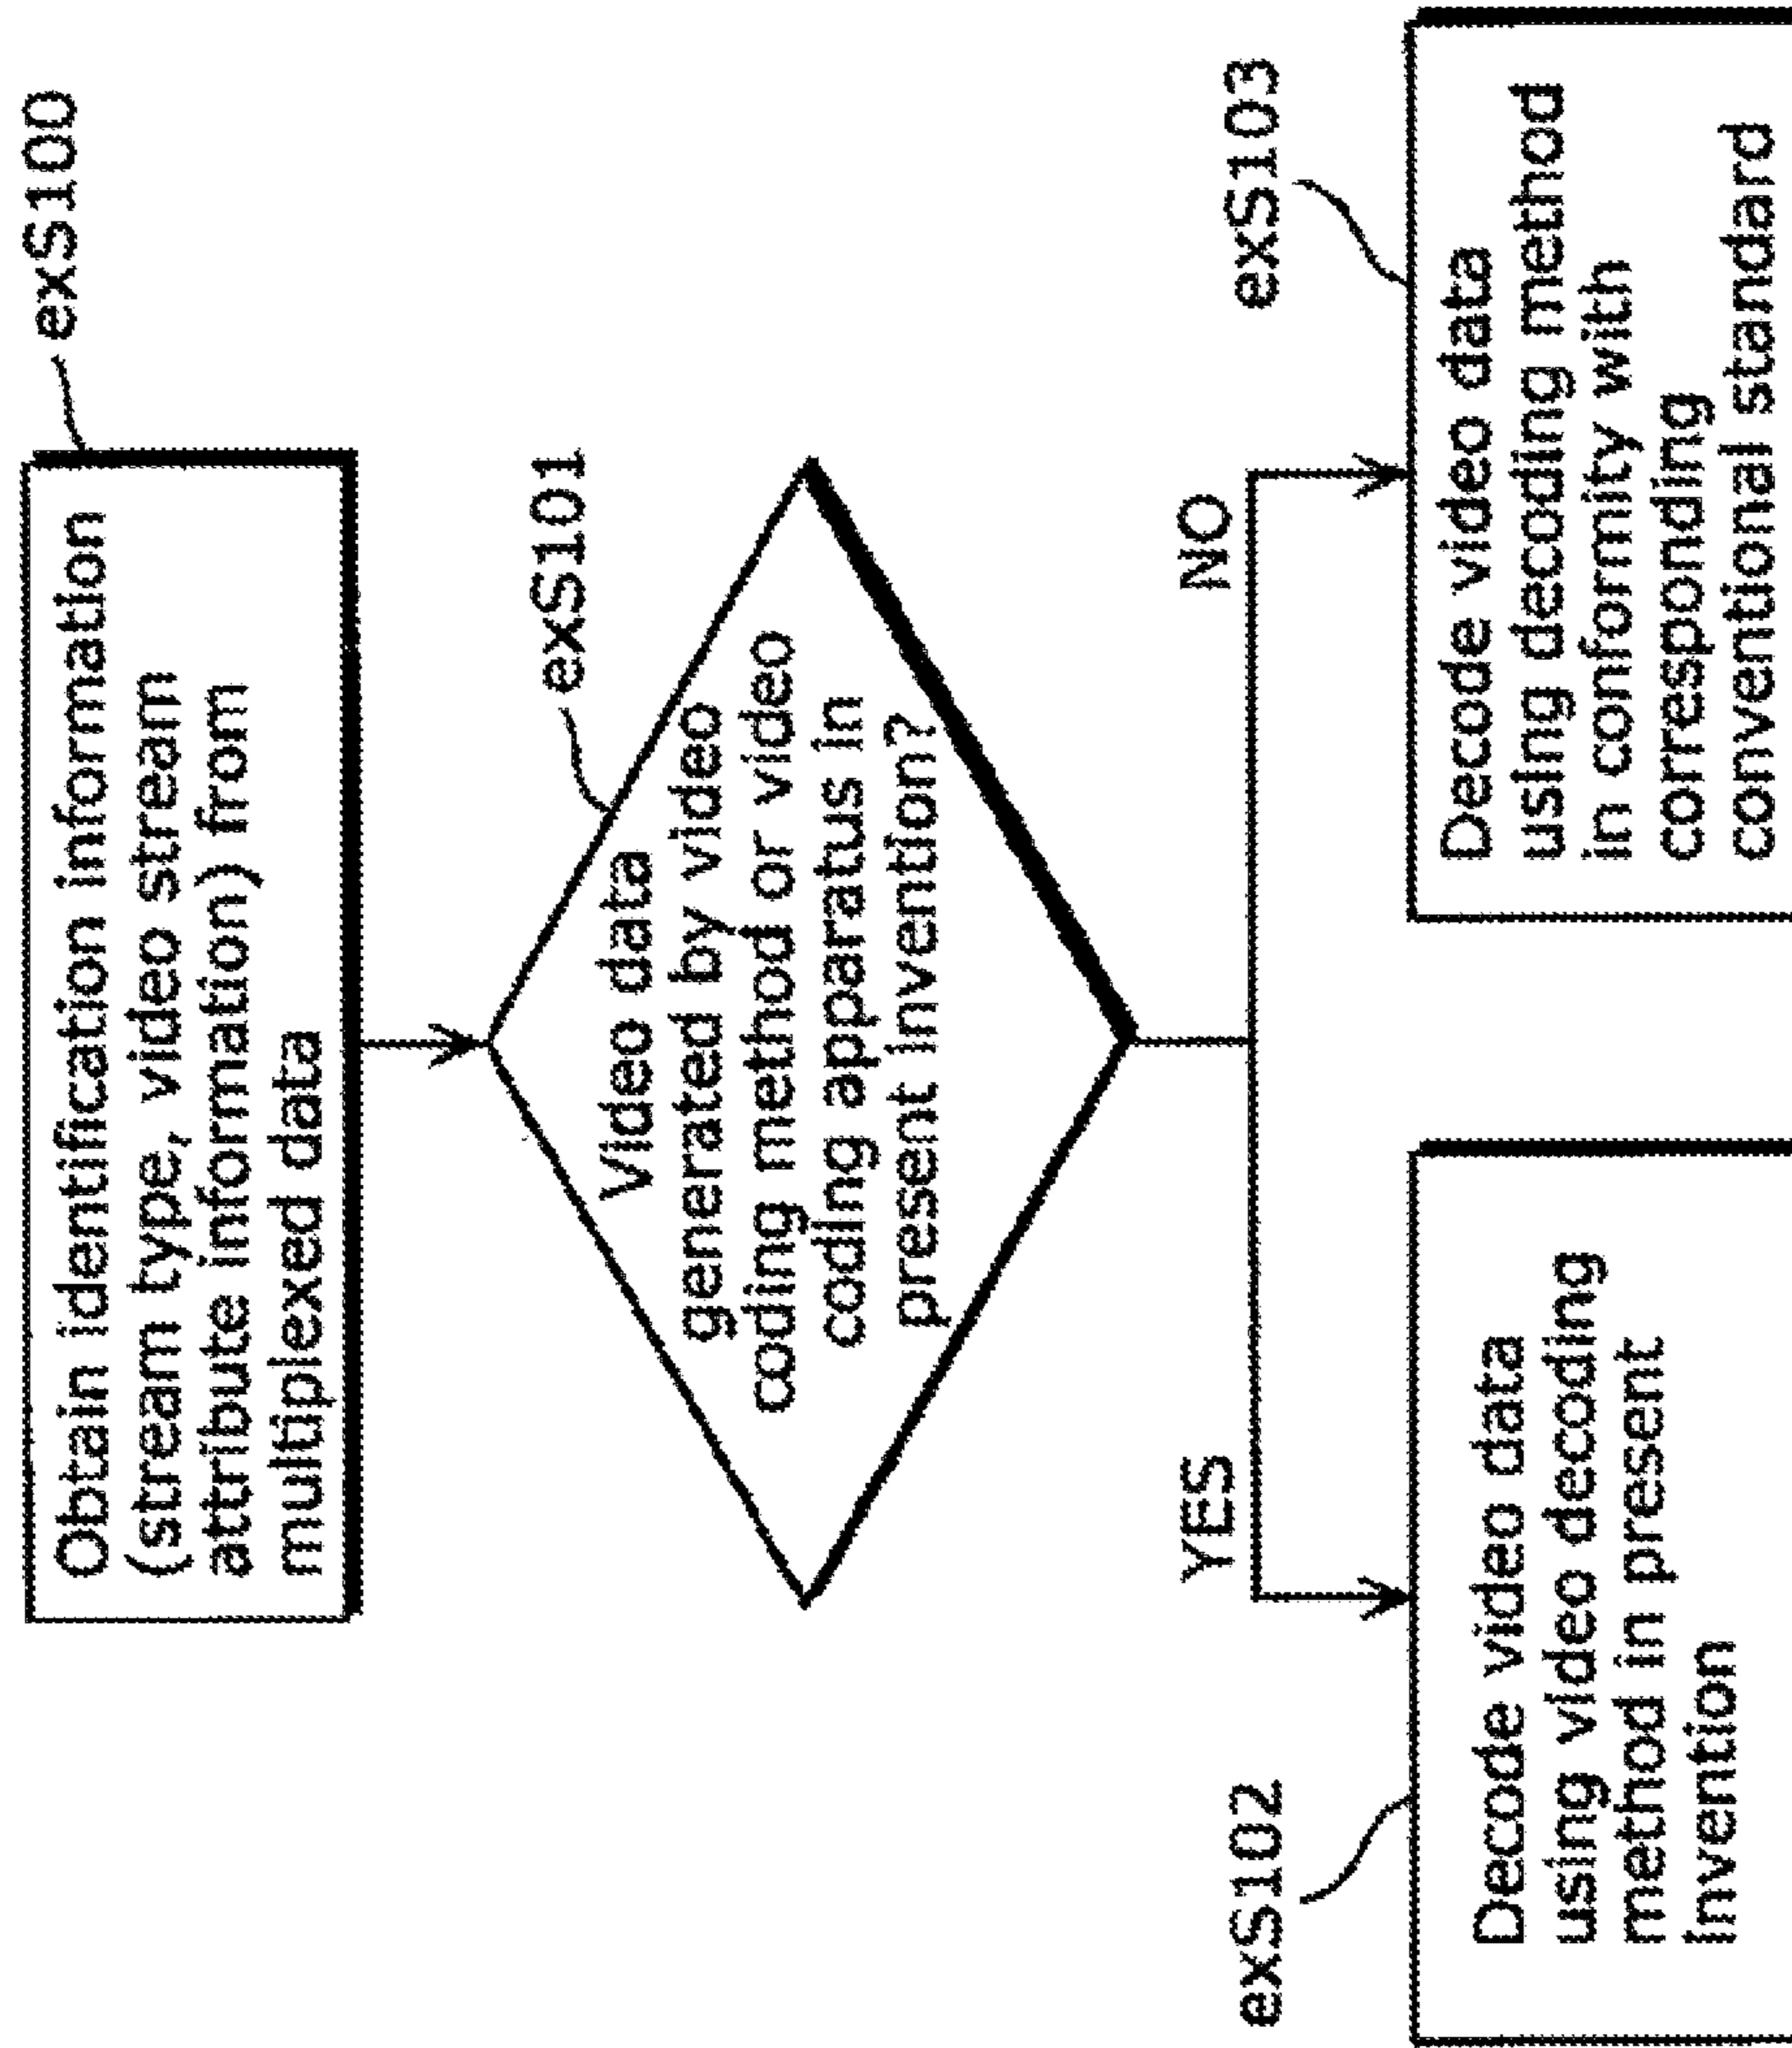 exS100
Obtain identification information
(stream type, video stream
attribute information) from
multiplexed data
exS101
Video data
generated by video
coding method or video
coding apparatus in
present invention?
YES
NO
exS102
Decode video data
using video decoding
method in present
invention
exS103
Decode video data
using decoding method
in conformity with
corresponding
conventional standard